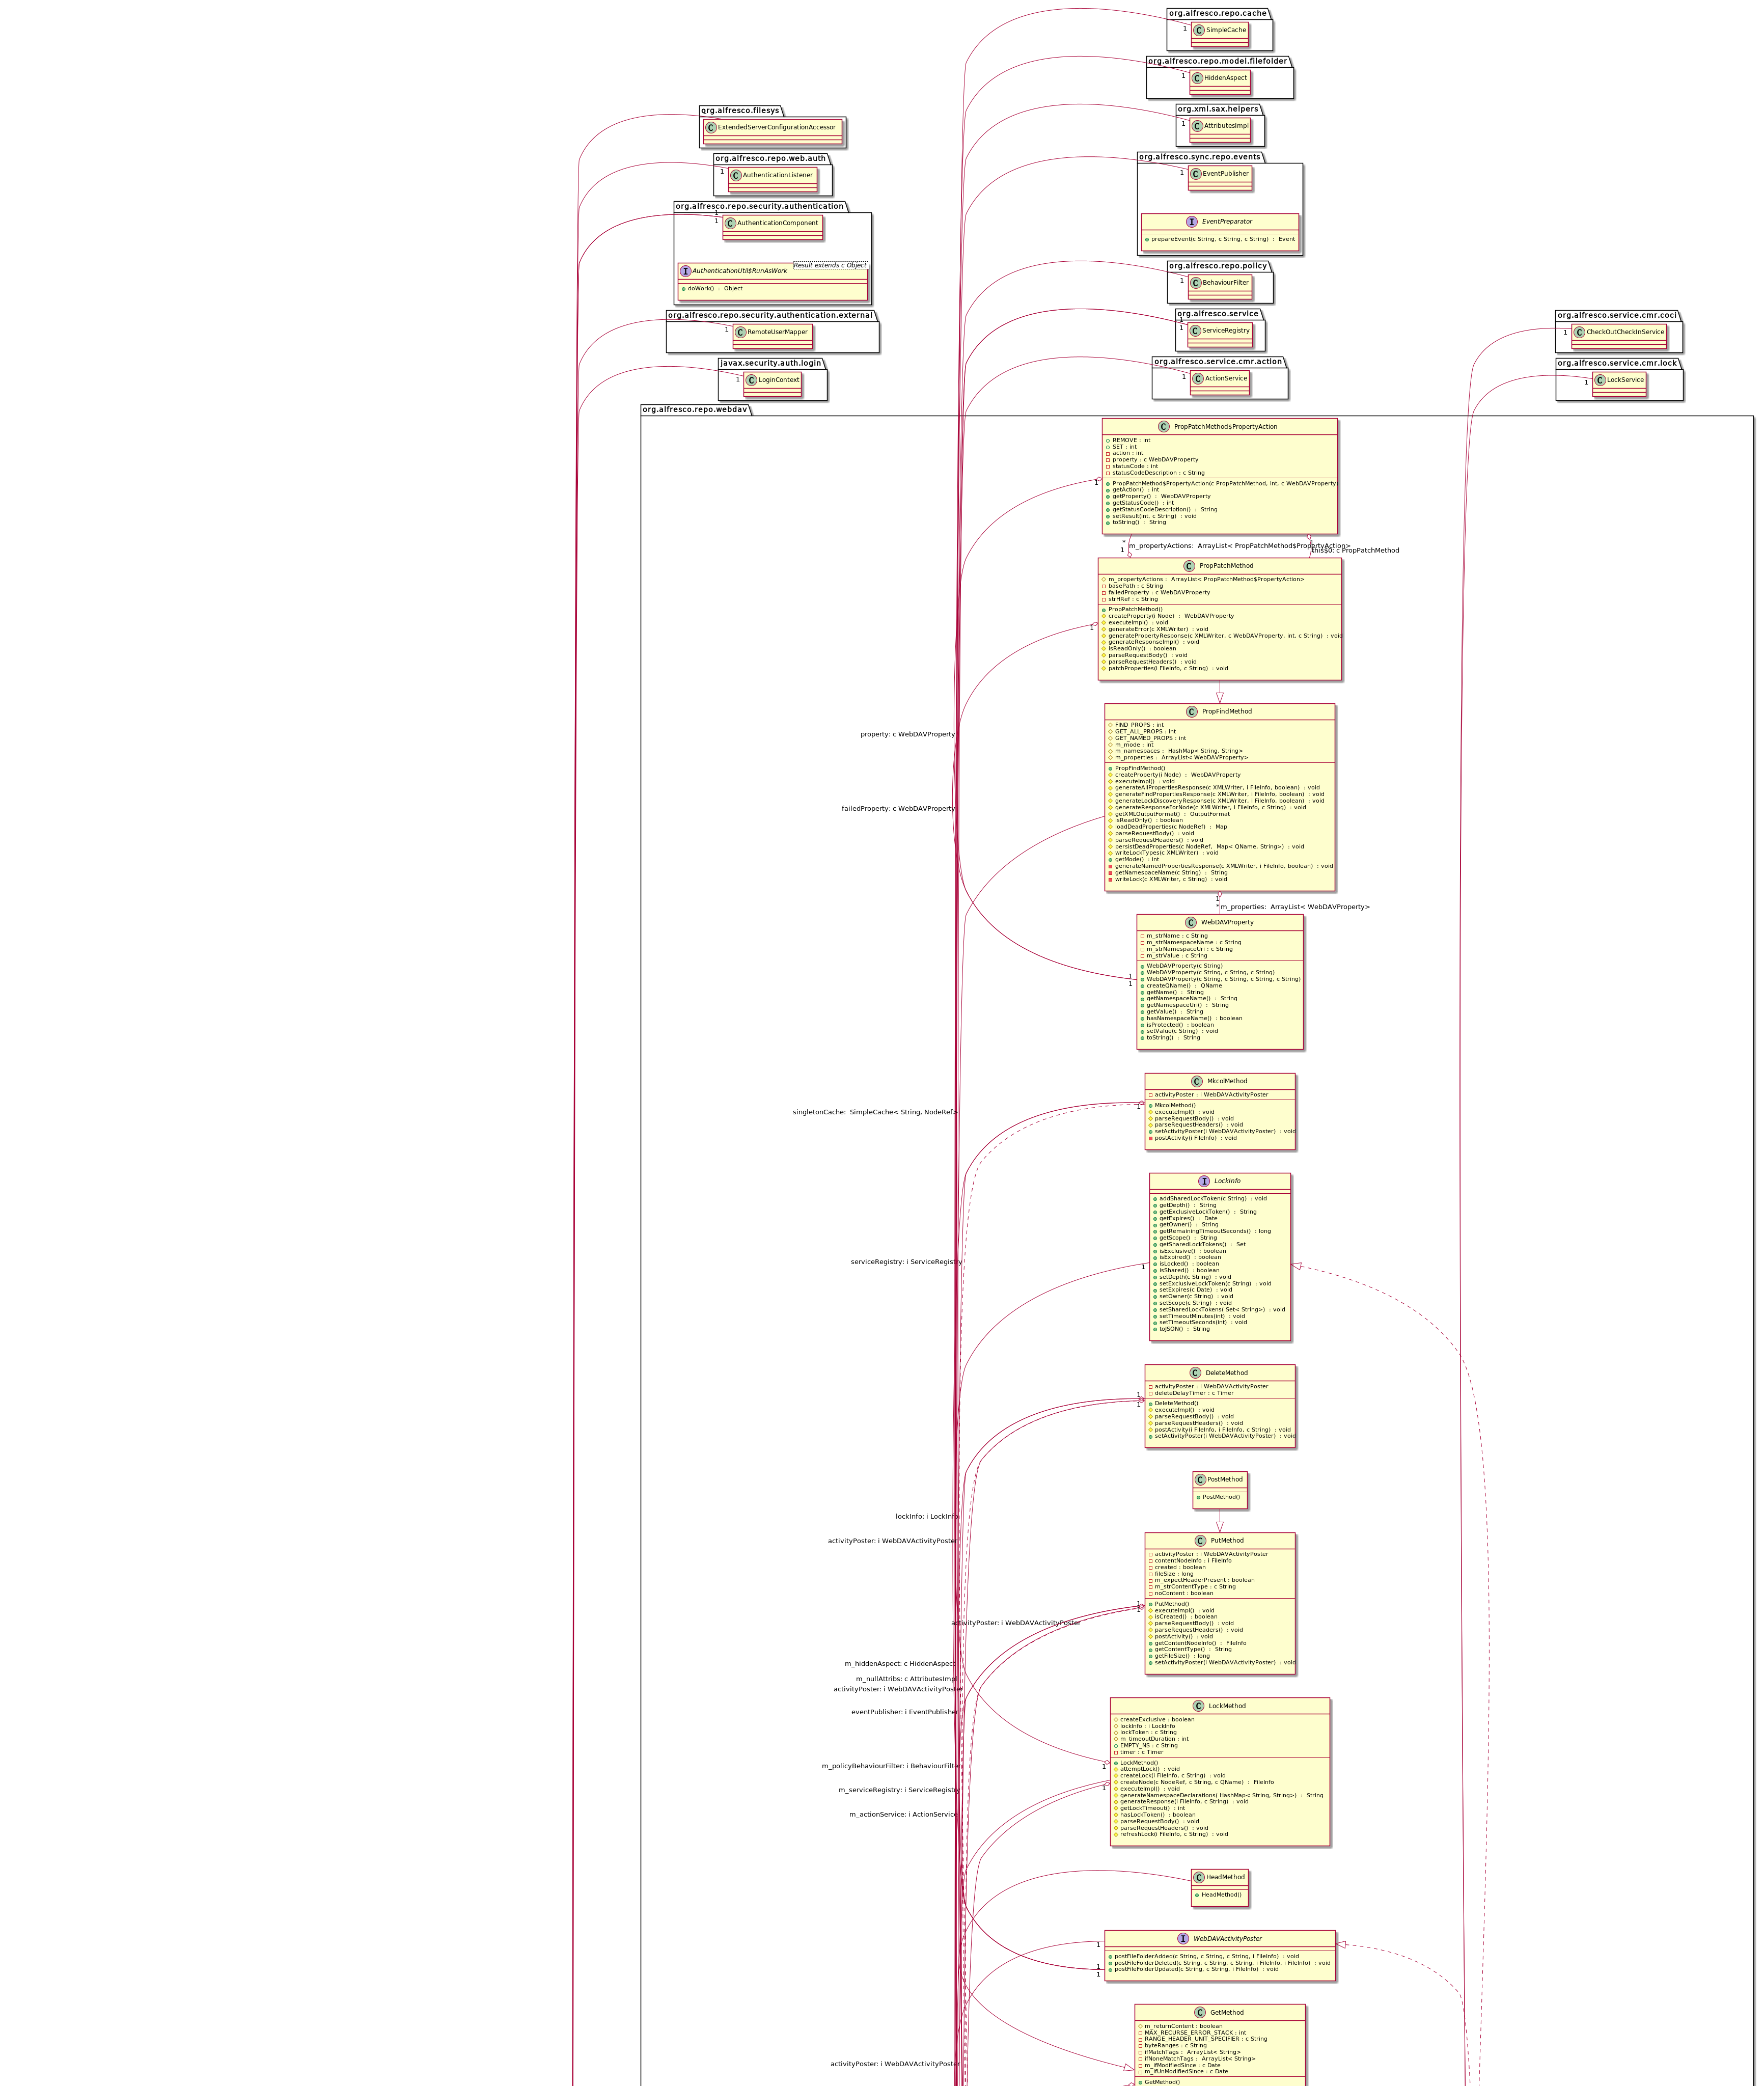 org.alfresco.repo.cache
SimpleCache
1
org.alfresco.repo.model.filefolder
HiddenAspect
1
org.xml.sax.helpers
AttributesImpl
1
org.alfresco.sync.repo.events
EventPublisher
1
EventPreparator
prepareEvent(c String, c String, c String)  :  Event
org.alfresco.repo.policy
BehaviourFilter
1
org.alfresco.service
ServiceRegistry
1
1
org.alfresco.service.cmr.action
ActionService
1
org.alfresco.filesys
ExtendedServerConfigurationAccessor
org.alfresco.repo.web.auth
AuthenticationListener
1
org.alfresco.repo.security.authentication
AuthenticationComponent
1
1
AuthenticationUtil$RunAsWork
Result extends c Object
doWork()  :  Object
org.alfresco.repo.security.authentication.external
RemoteUserMapper
1
javax.security.auth.login
LoginContext
1
org.alfresco.service.cmr.coci
CheckOutCheckInService
1
org.alfresco.service.cmr.lock
LockService
1
org.alfresco.repo.webdav
PropPatchMethod$PropertyAction
REMOVE : int
SET : int
action : int
property : c WebDAVProperty
statusCode : int
statusCodeDescription : c String
PropPatchMethod$PropertyAction(c PropPatchMethod, int, c WebDAVProperty)
getAction()  : int
getProperty()  :  WebDAVProperty
getStatusCode()  : int
getStatusCodeDescription()  :  String
setResult(int, c String)  : void
toString()  :  String
1
*
m_propertyActions:  ArrayList< PropPatchMethod$PropertyAction>
1
this$0: c PropPatchMethod
PropPatchMethod
m_propertyActions :  ArrayList< PropPatchMethod$PropertyAction>
basePath : c String
failedProperty : c WebDAVProperty
strHRef : c String
PropPatchMethod()
createProperty(i Node)  :  WebDAVProperty
executeImpl()  : void
generateError(c XMLWriter)  : void
generatePropertyResponse(c XMLWriter, c WebDAVProperty, int, c String)  : void
generateResponseImpl()  : void
isReadOnly()  : boolean
parseRequestBody()  : void
parseRequestHeaders()  : void
patchProperties(i FileInfo, c String)  : void
1
PropFindMethod
FIND_PROPS : int
GET_ALL_PROPS : int
GET_NAMED_PROPS : int
m_mode : int
m_namespaces :  HashMap< String, String>
m_properties :  ArrayList< WebDAVProperty>
PropFindMethod()
createProperty(i Node)  :  WebDAVProperty
executeImpl()  : void
generateAllPropertiesResponse(c XMLWriter, i FileInfo, boolean)  : void
generateFindPropertiesResponse(c XMLWriter, i FileInfo, boolean)  : void
generateLockDiscoveryResponse(c XMLWriter, i FileInfo, boolean)  : void
generateResponseForNode(c XMLWriter, i FileInfo, c String)  : void
getXMLOutputFormat()  :  OutputFormat
isReadOnly()  : boolean
loadDeadProperties(c NodeRef)  :  Map
parseRequestBody()  : void
parseRequestHeaders()  : void
persistDeadProperties(c NodeRef,  Map< QName, String>)  : void
writeLockTypes(c XMLWriter)  : void
getMode()  : int
generateNamedPropertiesResponse(c XMLWriter, i FileInfo, boolean)  : void
getNamespaceName(c String)  :  String
writeLock(c XMLWriter, c String)  : void
property: c WebDAVProperty
failedProperty: c WebDAVProperty
1
* m_properties:  ArrayList< WebDAVProperty>
WebDAVProperty
m_strName : c String
m_strNamespaceName : c String
m_strNamespaceUri : c String
m_strValue : c String
WebDAVProperty(c String)
WebDAVProperty(c String, c String, c String)
WebDAVProperty(c String, c String, c String, c String)
createQName()  :  QName
getName()  :  String
getNamespaceName()  :  String
getNamespaceUri()  :  String
getValue()  :  String
hasNamespaceName()  : boolean
isProtected()  : boolean
setValue(c String)  : void
toString()  :  String
1
1
MkcolMethod
activityPoster : i WebDAVActivityPoster
MkcolMethod()
executeImpl()  : void
parseRequestBody()  : void
parseRequestHeaders()  : void
setActivityPoster(i WebDAVActivityPoster)  : void
postActivity(i FileInfo)  : void
1
singletonCache:  SimpleCache< String, NodeRef>
LockInfo
addSharedLockToken(c String)  : void
getDepth()  :  String
getExclusiveLockToken()  :  String
getExpires()  :  Date
getOwner()  :  String
getRemainingTimeoutSeconds()  : long
getScope()  :  String
getSharedLockTokens()  :  Set
isExclusive()  : boolean
isExpired()  : boolean
isLocked()  : boolean
isShared()  : boolean
setDepth(c String)  : void
setExclusiveLockToken(c String)  : void
setExpires(c Date)  : void
setOwner(c String)  : void
setScope(c String)  : void
setSharedLockTokens( Set< String>)  : void
setTimeoutMinutes(int)  : void
setTimeoutSeconds(int)  : void
toJSON()  :  String
1
serviceRegistry: i ServiceRegistry
DeleteMethod
activityPoster : i WebDAVActivityPoster
deleteDelayTimer : c Timer
DeleteMethod()
executeImpl()  : void
parseRequestBody()  : void
parseRequestHeaders()  : void
postActivity(i FileInfo, i FileInfo, c String)  : void
setActivityPoster(i WebDAVActivityPoster)  : void
1
1
PostMethod
PostMethod()
lockInfo: i LockInfo
activityPoster: i WebDAVActivityPoster
PutMethod
activityPoster : i WebDAVActivityPoster
contentNodeInfo : i FileInfo
created : boolean
fileSize : long
m_expectHeaderPresent : boolean
m_strContentType : c String
noContent : boolean
PutMethod()
executeImpl()  : void
isCreated()  : boolean
parseRequestBody()  : void
parseRequestHeaders()  : void
postActivity()  : void
getContentNodeInfo()  :  FileInfo
getContentType()  :  String
getFileSize()  : long
setActivityPoster(i WebDAVActivityPoster)  : void
1
1
activityPoster: i WebDAVActivityPoster
m_hiddenAspect: c HiddenAspect
m_nullAttribs: c AttributesImpl
activityPoster: i WebDAVActivityPoster
eventPublisher: i EventPublisher
m_policyBehaviourFilter: i BehaviourFilter
m_serviceRegistry: i ServiceRegistry
m_actionService: i ActionService
LockMethod
createExclusive : boolean
lockInfo : i LockInfo
lockToken : c String
m_timeoutDuration : int
EMPTY_NS : c String
timer : c Timer
LockMethod()
attemptLock()  : void
createLock(i FileInfo, c String)  : void
createNode(c NodeRef, c String, c QName)  :  FileInfo
executeImpl()  : void
generateNamespaceDeclarations( HashMap< String, String>)  :  String
generateResponse(i FileInfo, c String)  : void
getLockTimeout()  : int
hasLockToken()  : boolean
parseRequestBody()  : void
parseRequestHeaders()  : void
refreshLock(i FileInfo, c String)  : void
1
1
HeadMethod
HeadMethod()
WebDAVActivityPoster
postFileFolderAdded(c String, c String, c String, i FileInfo)  : void
postFileFolderDeleted(c String, c String, c String, i FileInfo, i FileInfo)  : void
postFileFolderUpdated(c String, c String, i FileInfo)  : void
1
1
1
GetMethod
m_returnContent : boolean
MAX_RECURSE_ERROR_STACK : int
RANGE_HEADER_UNIT_SPECIFIER : c String
byteRanges : c String
ifMatchTags :  ArrayList< String>
ifNoneMatchTags :  ArrayList< String>
m_ifModifiedSince : c Date
m_ifUnModifiedSince : c Date
GetMethod()
activityPoster: i WebDAVActivityPoster